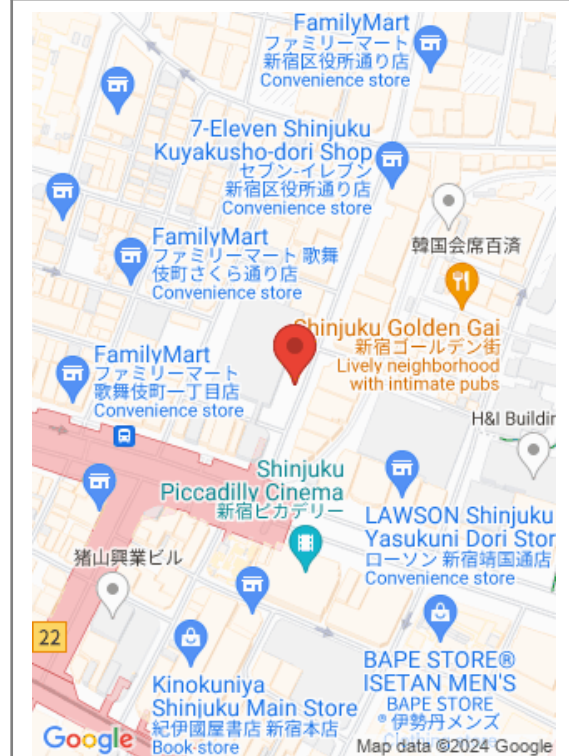 FamilyMart
ファミリーマート
新宿区役所通り店
Convenience store
7-Eleven Shinjuku
Kuyakusho-dori Shop
セブン-イレブン
新宿区役所通り店
Convenience store
韓国会席百済
FamilyMart
ファミリーマート 歌舞
伎町さくら通り店
Convenience store
Shinjuku Golden Gai
新宿ゴールデン街
Lively neighborhood
with intimate pubs
FamilyMart
ファミリーマート
歌舞伎町一丁目店
Convenience store
H&I Buildin
Shinjuku
Piccadilly Cinema
新宿ピカデリー
LAWSON Shinjuku
Yasukuni Dori Stor
ローソン 新宿靖国通店
Convenience store
猪山興業ビル
22
BAPE STORE®
ISETAN MEN'S
BAPE STORE
® 伊勢丹メンズ
Clothing store
Kinokuniya
Shinjuku Main Store
紀伊國屋書店 新宿本店
Book store
Google
Map data ©2024 Google